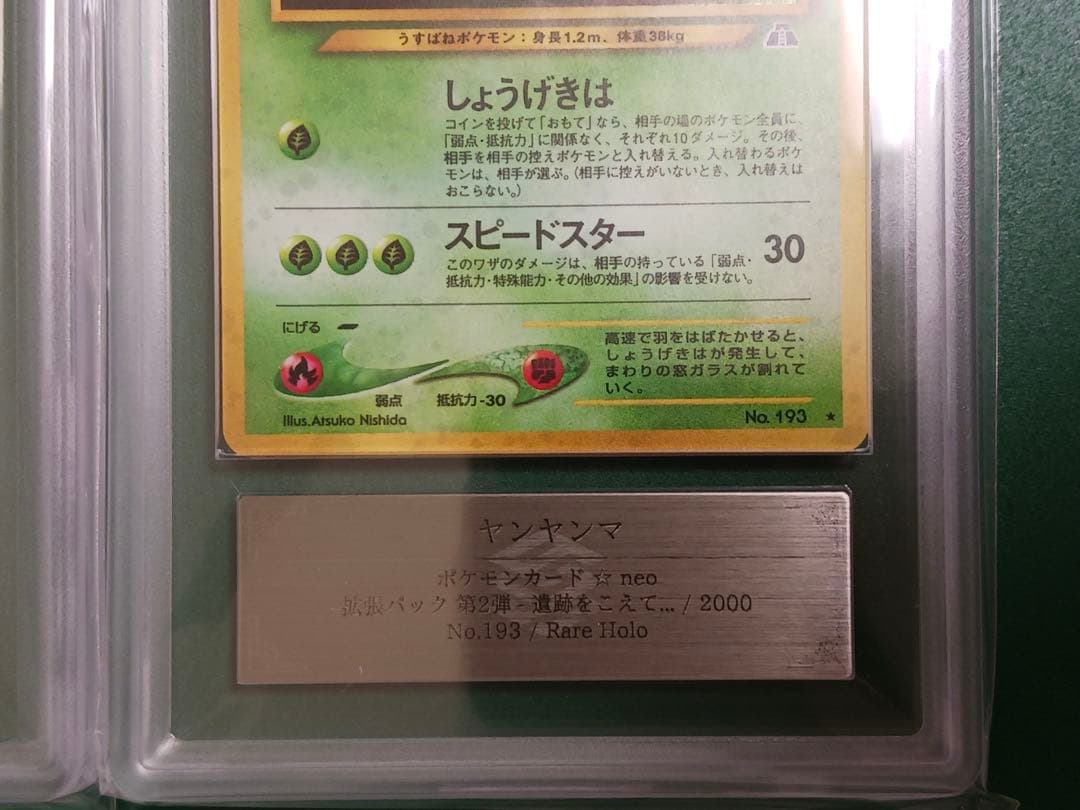 うすばねポケモン：身長1.2m、体重38kg
しょうげきは
コインを投げて「おもて」なら、相手の場のポケモン全員に、
「弱点・抵抗力」に関係なく、それぞれ10ダメージ。その後、
相手を相手の控えポケモンと入れ替える。入れ替わるポケ
モンは、相手が選ぶ。（相手に控えがいないとき、入れ替えは
おこらない。）
スピードスター 30
このワザのダメージは、相手の持っている「弱点・
抵抗力・特殊能力・その他の効果」の影響を受けない。
にげる
弱点
抵抗力-30
高速で羽をはばたかせると、
しょうげきはが発生して、
まわりの窓ガラスが割れて
いく。
Illus.Atsuko Nishida
No. 193 ★
ヤンヤンマ
ポケモンカード ☆ neo
拡張パック 第2弾 - 遺跡をこえて... / 2000
No.193 / Rare Holo